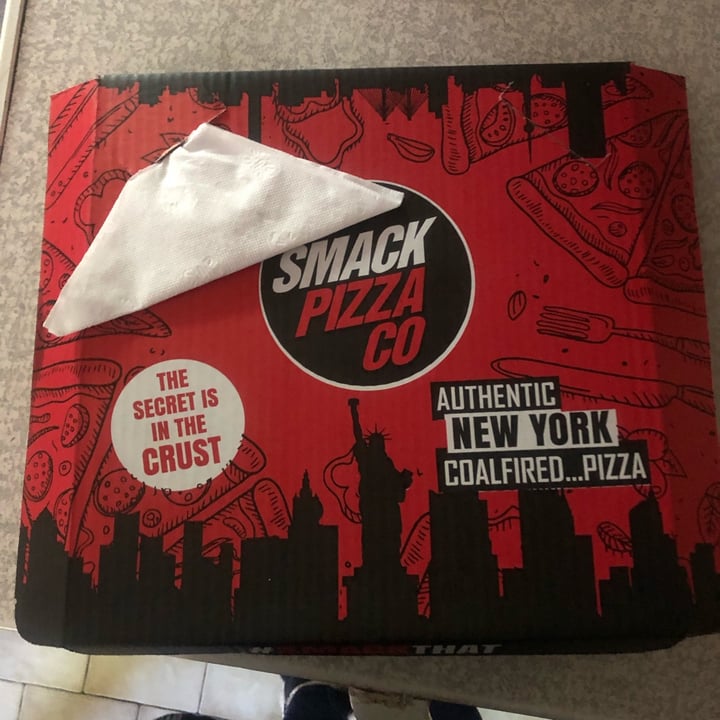 SMACK
PIZZA
CO
THE
SECRET IS
IN THE
CRUST
AUTHENTIC
NEW YORK
COALFIRED...PIZZA
THAT